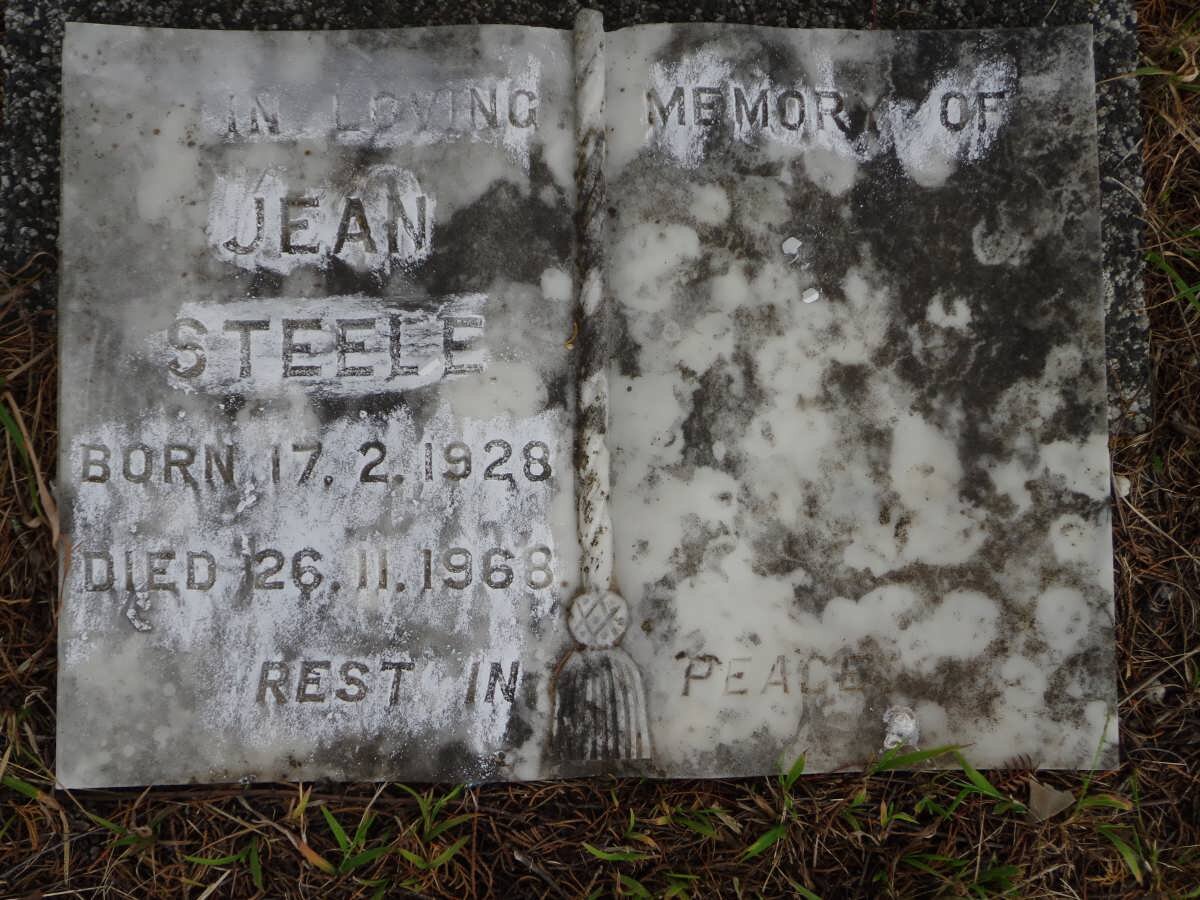 IN LOVING MEMORY OF
JEAN
STEELE
BORN 17.2.1928
DIED 26.11.1968
REST IN PEACE